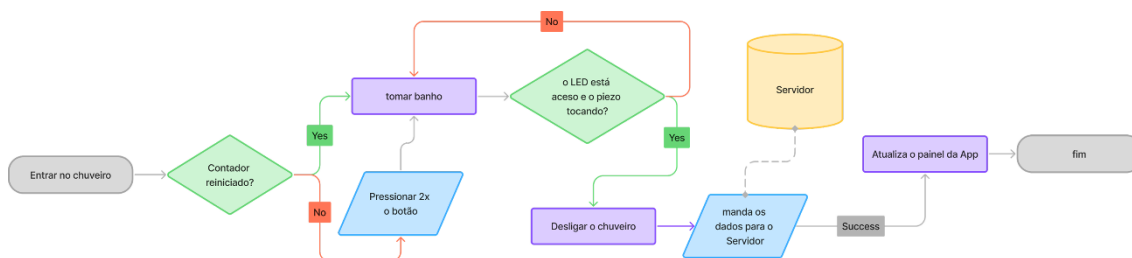 Entrar no chuveiro
Contador
reiniciado?
Yes
No
tomar banho
Pressionar 2x
o botão
No
o LED está
aceso e o piezo
tocando?
Yes
Desligar o chuveiro
manda os
dados para o
Servidor
Servidor
Success
Atualiza o painel da App
fim